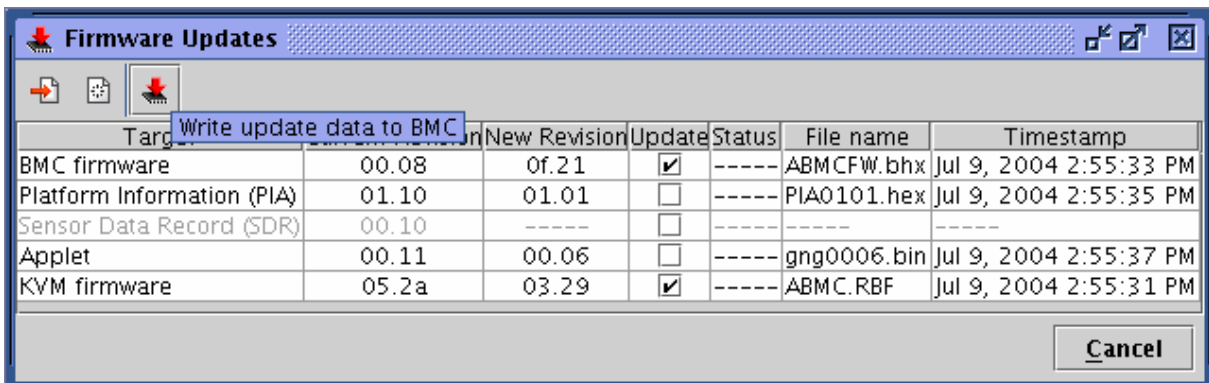 Firmware Updates
Write update data to BMC
New Revision Update Status File name Timestamp
BMC firmware 00.08 0f.21 ----- ABMCFW.bhx Jul 9, 2004 2:55:33 PM
Platform Information (PIA) 01.10 01.01 ----- PIA0101.hex Jul 9, 2004 2:55:35 PM
Sensor Data Record (SDR) 00.10 ----- ----- ----- -----
Applet 00.11 00.06 ----- gng0006.bin Jul 9, 2004 2:55:37 PM
KVM firmware 05.2a 03.29 ----- ABMC.RBF Jul 9, 2004 2:55:31 PM
Cancel